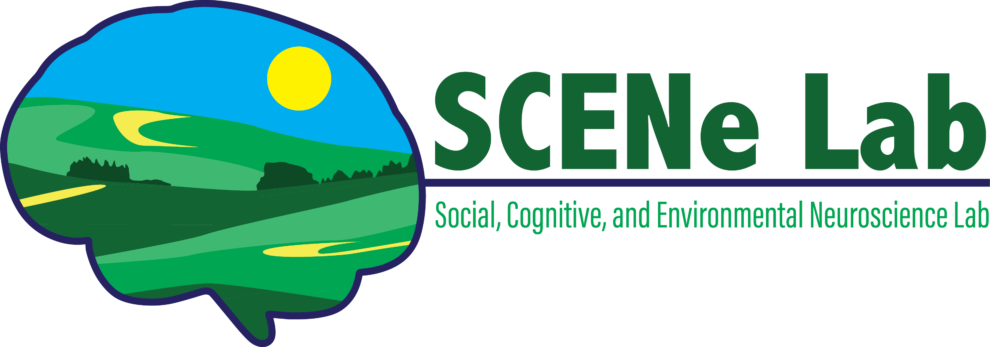 SCENe Lab
Social, Cognitive, and Environmental Neuroscience Lab